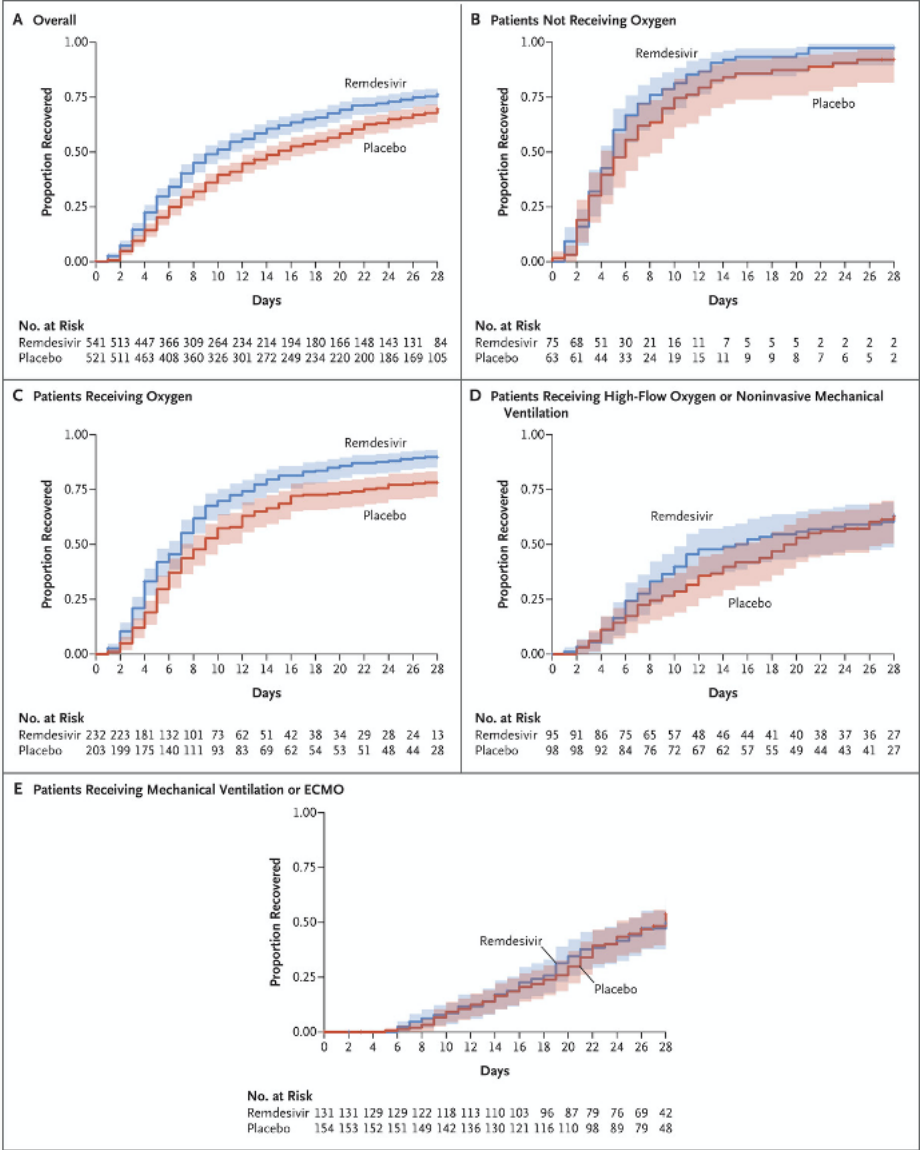 A Overall
1.00
0.75
0.50
0.25
0.00
Proportion Recovered
Remdesivir
Placebo
0 2 4 6 8 10 12 14 16 18 20 22 24 26 28
Days
No. at Risk
Remdesivir 541 513 447 366 309 264 234 214 194 180 166 148 143 131 84
Placebo 521 511 463 408 360 326 301 272 249 234 220 200 186 169 105
B Patients Not Receiving Oxygen
1.00
0.75
0.50
0.25
0.00
Proportion Recovered
Remdesivir
Placebo
0 2 4 6 8 10 12 14 16 18 20 22 24 26 28
Days
No. at Risk
Remdesivir 75 68 51 30 21 16 11 7 5 5 5 2 2 2 2
Placebo 63 61 44 33 24 19 15 11 9 9 8 7 6 5 2
C Patients Receiving Oxygen
1.00
0.75
0.50
0.25
0.00
Proportion Recovered
Remdesivir
Placebo
0 2 4 6 8 10 12 14 16 18 20 22 24 26 28
Days
No. at Risk
Remdesivir 232 223 181 132 101 73 62 51 42 38 34 29 28 24 13
Placebo 203 199 175 140 111 93 83 69 62 54 53 51 48 44 28
D Patients Receiving High-Flow Oxygen or Noninvasive Mechanical
Ventilation
1.00
0.75
0.50
0.25
0.00
Proportion Recovered
Remdesivir
Placebo
0 2 4 6 8 10 12 14 16 18 20 22 24 26 28
Days
No. at Risk
Remdesivir 95 91 86 75 65 57 48 46 44 41 40 38 37 36 27
Placebo 98 98 92 84 76 72 67 62 57 55 49 44 43 41 27
E Patients Receiving Mechanical Ventilation or ECMO
1.00
0.75
0.50
0.25
0.00
Proportion Recovered
Remdesivir
Placebo
0 2 4 6 8 10 12 14 16 18 20 22 24 26 28
Days
No. at Risk
Remdesivir 131 131 129 129 122 118 113 110 103 96 87 79 76 69 42
Placebo 154 153 152 151 149 142 136 130 121 116 110 98 89 79 48